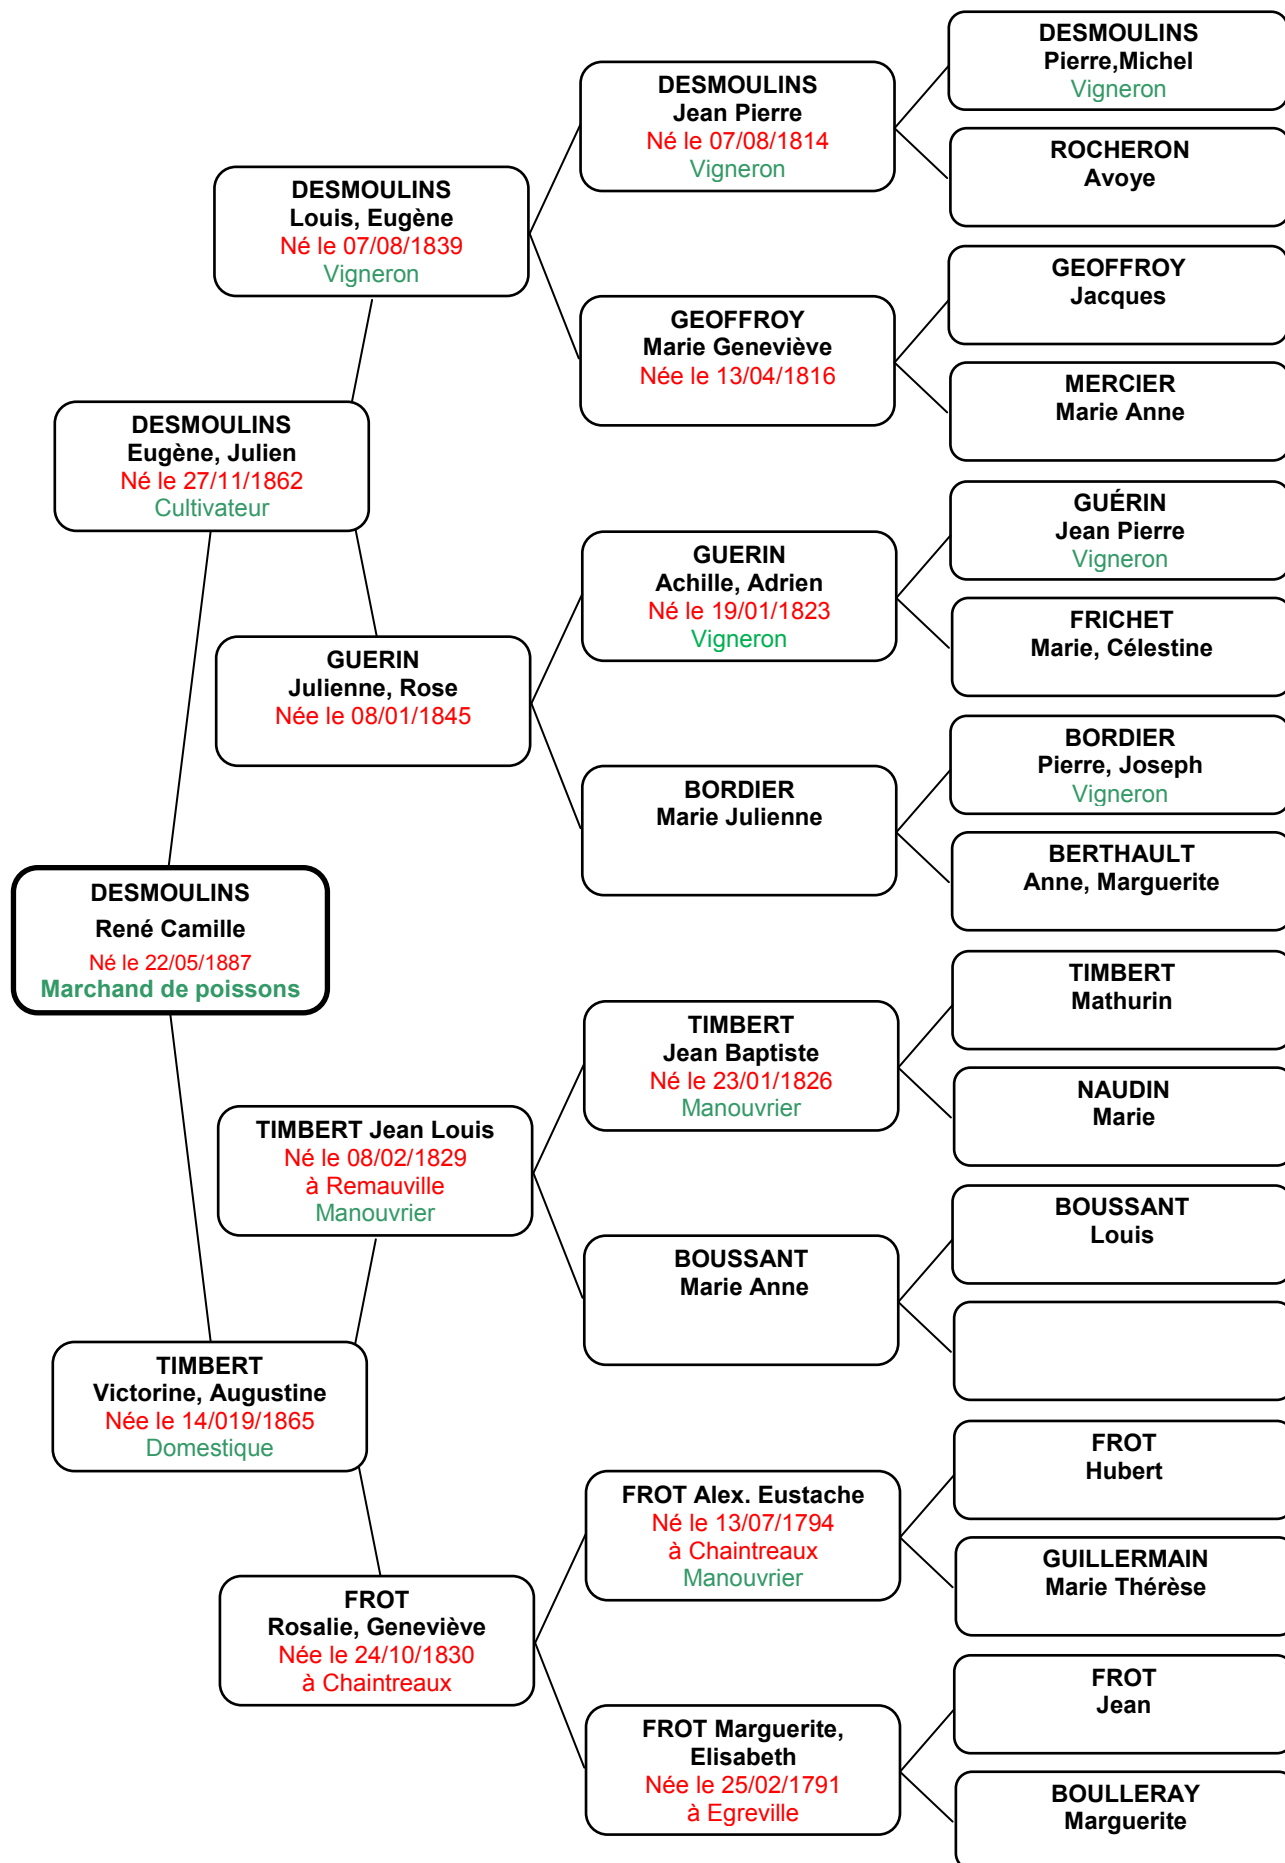 DESMOULINS
René Camille
Né le 22/05/1887
Marchand de poissons
DESMOULINS
Eugène, Julien
Né le 27/11/1862
Cultivateur
TIMBERT
Victorine, Augustine
Née le 14/019/1865
Domestique
DESMOULINS
Louis, Eugène
Né le 07/08/1839
Vigneron
GUERIN
Julienne, Rose
Née le 08/01/1845
TIMBERT Jean Louis
Né le 08/02/1829
à Remauville
Manouvrier
FROT
Rosalie, Geneviève
Née le 24/10/1830
à Chaintreaux
DESMOULINS
Jean Pierre
Né le 07/08/1814
Vigneron
GEOFFROY
Marie Geneviève
Née le 13/04/1816
GUERIN
Achille, Adrien
Né le 19/01/1823
Vigneron
BORDIER
Marie Julienne
TIMBERT
Jean Baptiste
Né le 23/01/1826
Manouvrier
BOUSSANT
Marie Anne
FROT Alex. Eustache
Né le 13/07/1794
à Chaintreaux
Manouvrier
FROT Marguerite,
Elisabeth
Née le 25/02/1791
à Egreville
DESMOULINS
Pierre,Michel
Vigneron
ROCHERON
Avoye
GEOFFROY
Jacques
MERCIER
Marie Anne
GUÉRIN
Jean Pierre
Vigneron
FRICHET
Marie, Célestine
BORDIER
Pierre, Joseph
Vigneron
BERTHAULT
Anne, Marguerite
TIMBERT
Mathurin
NAUDIN
Marie
BOUSSANT
Louis
FROT
Hubert
GUILLERMAIN
Marie Thérèse
FROT
Jean
BOULLERAY
Marguerite